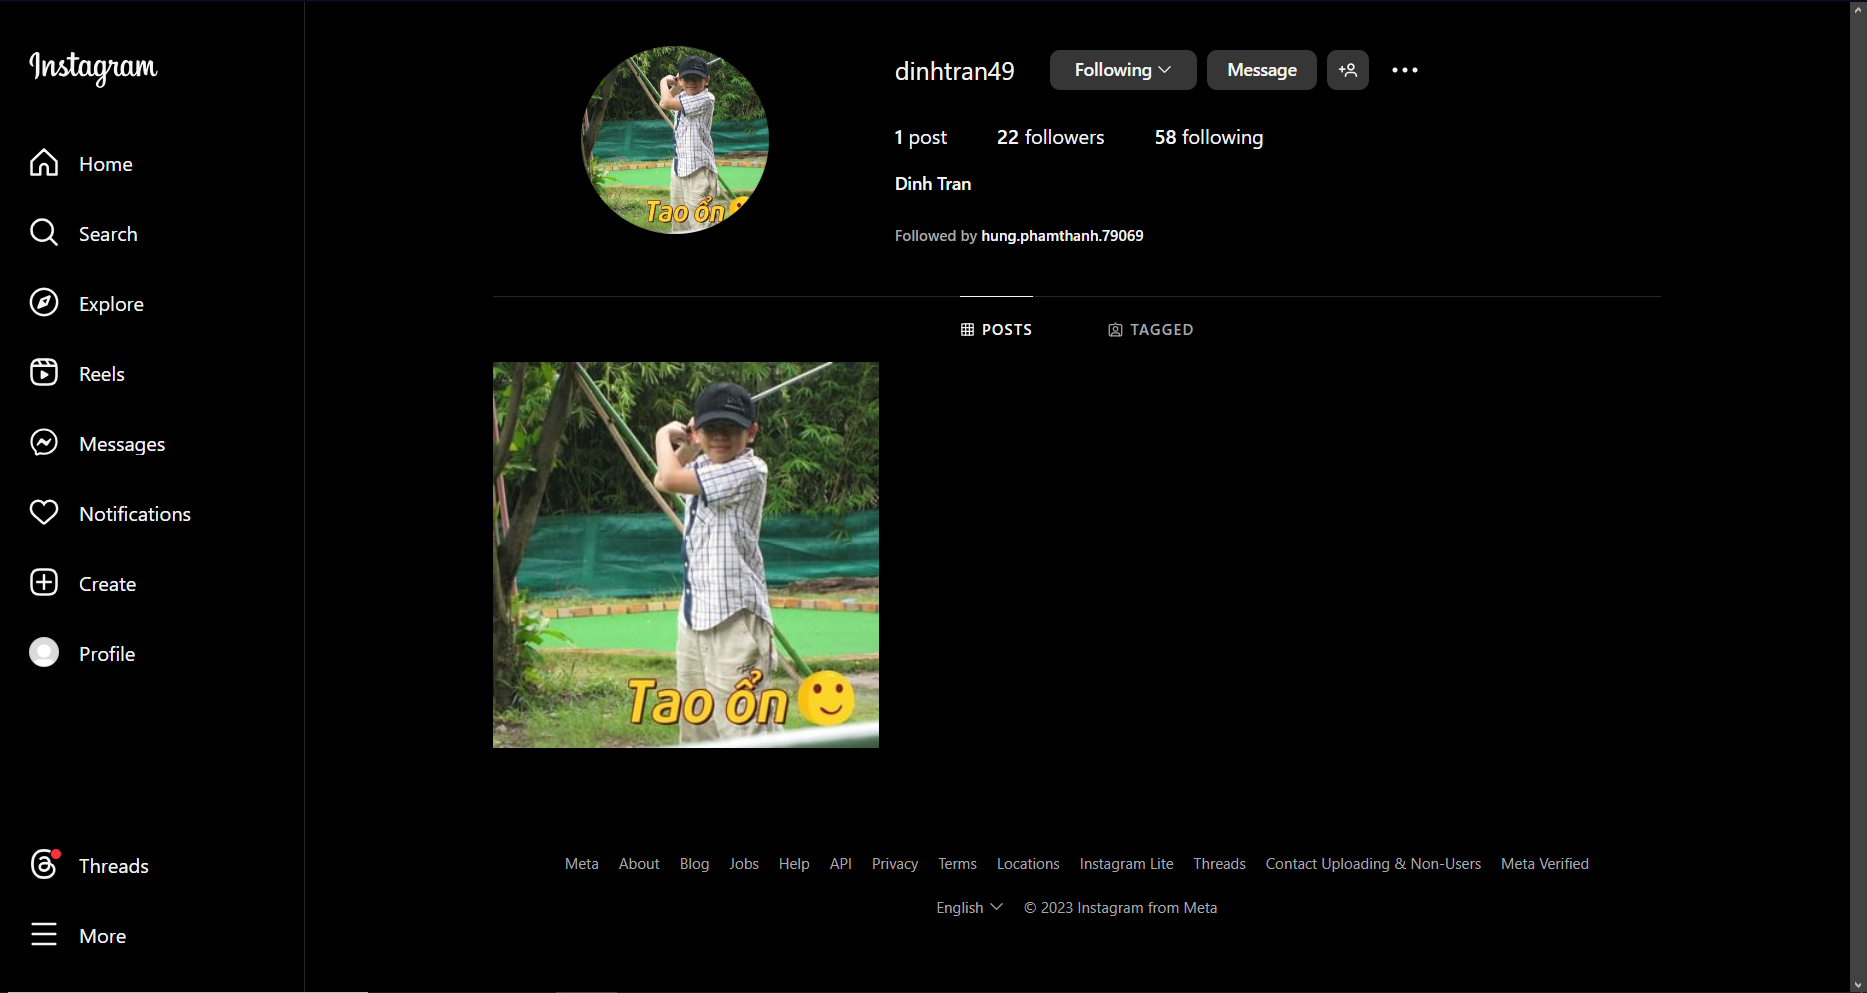 Instagram
Home
Search
Explore
Reels
Messages
Notifications
Create
Profile
Threads
More
dinhtran49
Following
Message
1 post
22 followers
58 following
Dinh Tran
Followed by hung.phamthanh.79069
Tao ổn
POSTS
TAGGED
Tao ổn
Meta
About
Blog
Jobs
Help
API
Privacy
Terms
Locations
Instagram Lite
Threads
Contact Uploading & Non-Users
Meta Verified
English
© 2023 Instagram from Meta